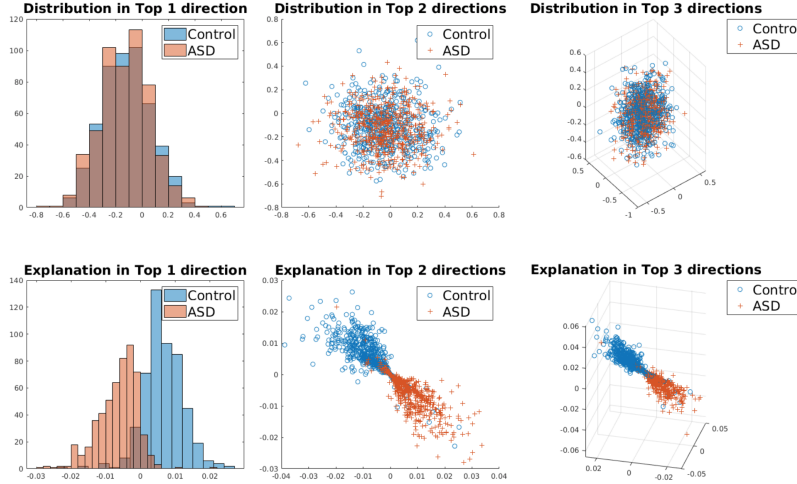 Distribution in Top 1 direction
Control
ASD
120
100
80
60
40
20
0
-0.8 -0.6 -0.4 -0.2 0 0.2 0.4 0.6
Distribution in Top 2 directions
Control
ASD
0.8
0.6
0.4
0.2
0
-0.2
-0.4
-0.6
-0.8
-0.8 -0.6 -0.4 -0.2 0 0.2 0.4 0.6 0.8
Distribution in Top 3 directions
Control
ASD
0.6
0.4
0.2
0
-0.2
-0.4
-0.6
0.5
0
-0.5
-1
-0.5
0
0.5
Explanation in Top 1 direction
Control
ASD
140
120
100
80
60
40
20
0
-0.03 -0.02 -0.01 0 0.01 0.02
Explanation in Top 2 directions
Control
ASD
0.03
0.02
0.01
0
-0.01
-0.02
-0.03
-0.04 -0.03 -0.02 -0.01 0 0.01 0.02 0.03 0.04
Explanation in Top 3 directions
Control
ASD
0.06
0.04
0.02
0
-0.02
-0.04
-0.06
0.02 0 -0.02
-0.05
0
0.05